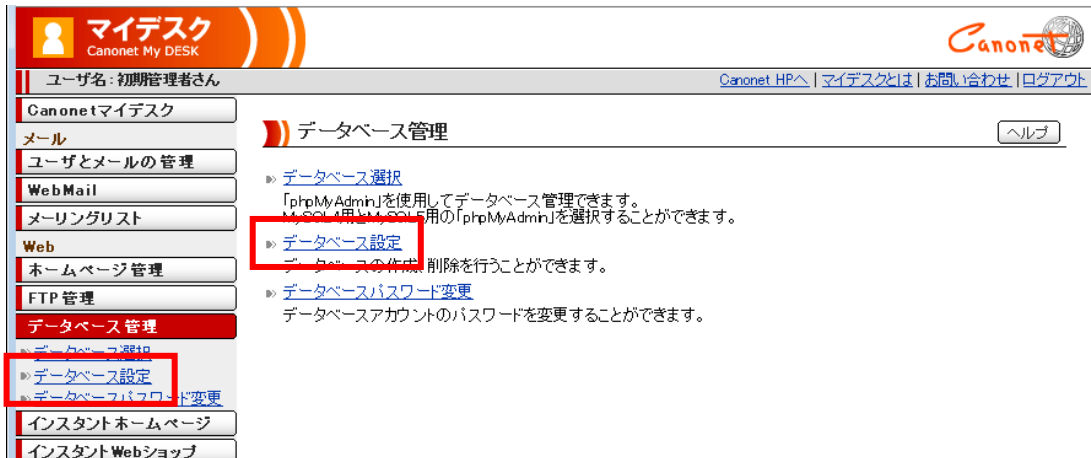 マイデスク
Canonet My DESK
Canonet
ユーザ名:初期管理者さん
Canonet HPへ | マイデスクとは | お問い合わせ | ログアウト
Canonetマイデスク
メール
ユーザとメールの管理
WebMail
メーリングリスト
Web
ホームページ管理
FTP管理
データベース管理
データベース選択
データベース設定
データベースパスワード変更
インスタントホームページ
インスタントWebショップ
データベース管理
ヘルプ
データベース選択
「phpMyAdmin」を使用してデータベース管理できます。
MySQL4用とMySQL5用の「phpMyAdmin」を選択することができます。
データベース設定
データベースの作成、削除を行うことができます。
データベースパスワード変更
データベースアカウントのパスワードを変更することができます。